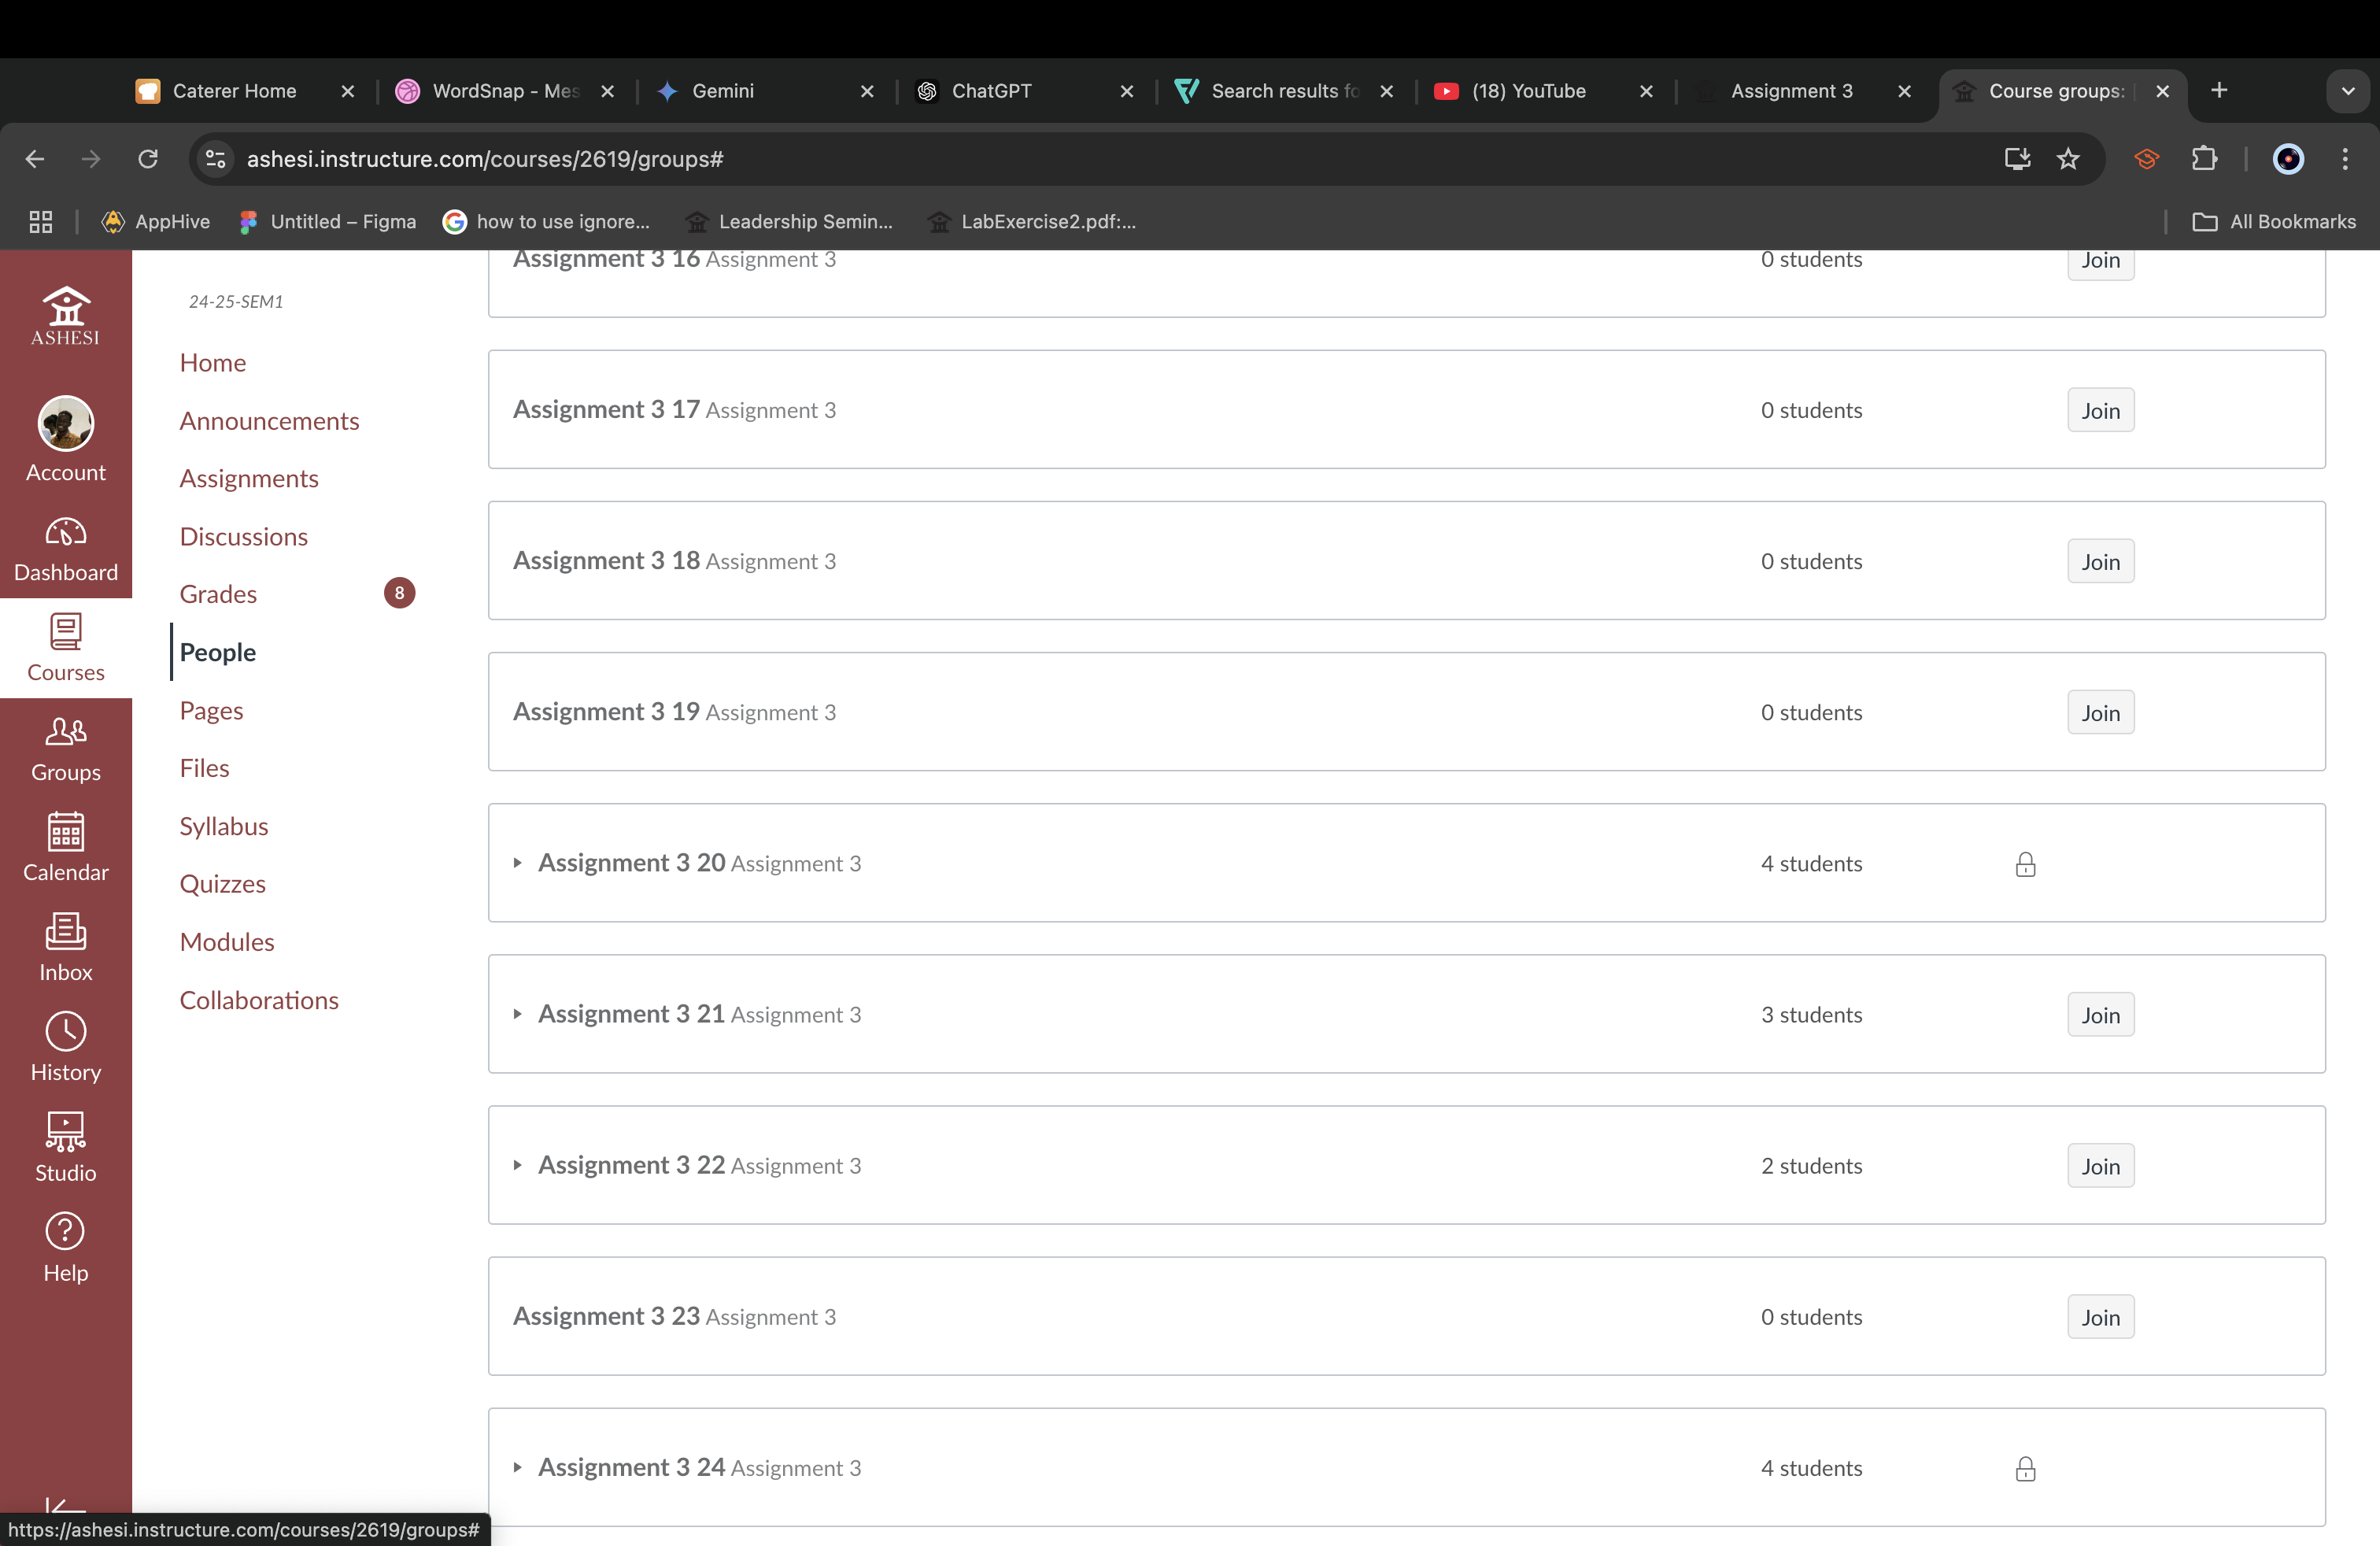 Caterer Home
WordSnap - Mes
Gemini
ChatGPT
Search results fo
(18) YouTube
Assignment 3
Course groups:
ashesi.instructure.com/courses/2619/groups#
AppHive
Untitled – Figma
how to use ignore...
Leadership Semin...
LabExercise2.pdf:...
All Bookmarks
ASHESI
Account
Dashboard
Courses
Groups
Calendar
Inbox
History
Studio
Help
24-25-SEM1
Home
Announcements
Assignments
Discussions
Grades 8
People
Pages
Files
Syllabus
Quizzes
Modules
Collaborations
Assignment 3 16 Assignment 3 0 students Join
Assignment 3 17 Assignment 3 0 students Join
Assignment 3 18 Assignment 3 0 students Join
Assignment 3 19 Assignment 3 0 students Join
Assignment 3 20 Assignment 3 4 students
Assignment 3 21 Assignment 3 3 students Join
Assignment 3 22 Assignment 3 2 students Join
Assignment 3 23 Assignment 3 0 students Join
Assignment 3 24 Assignment 3 4 students
https://ashesi.instructure.com/courses/2619/groups#